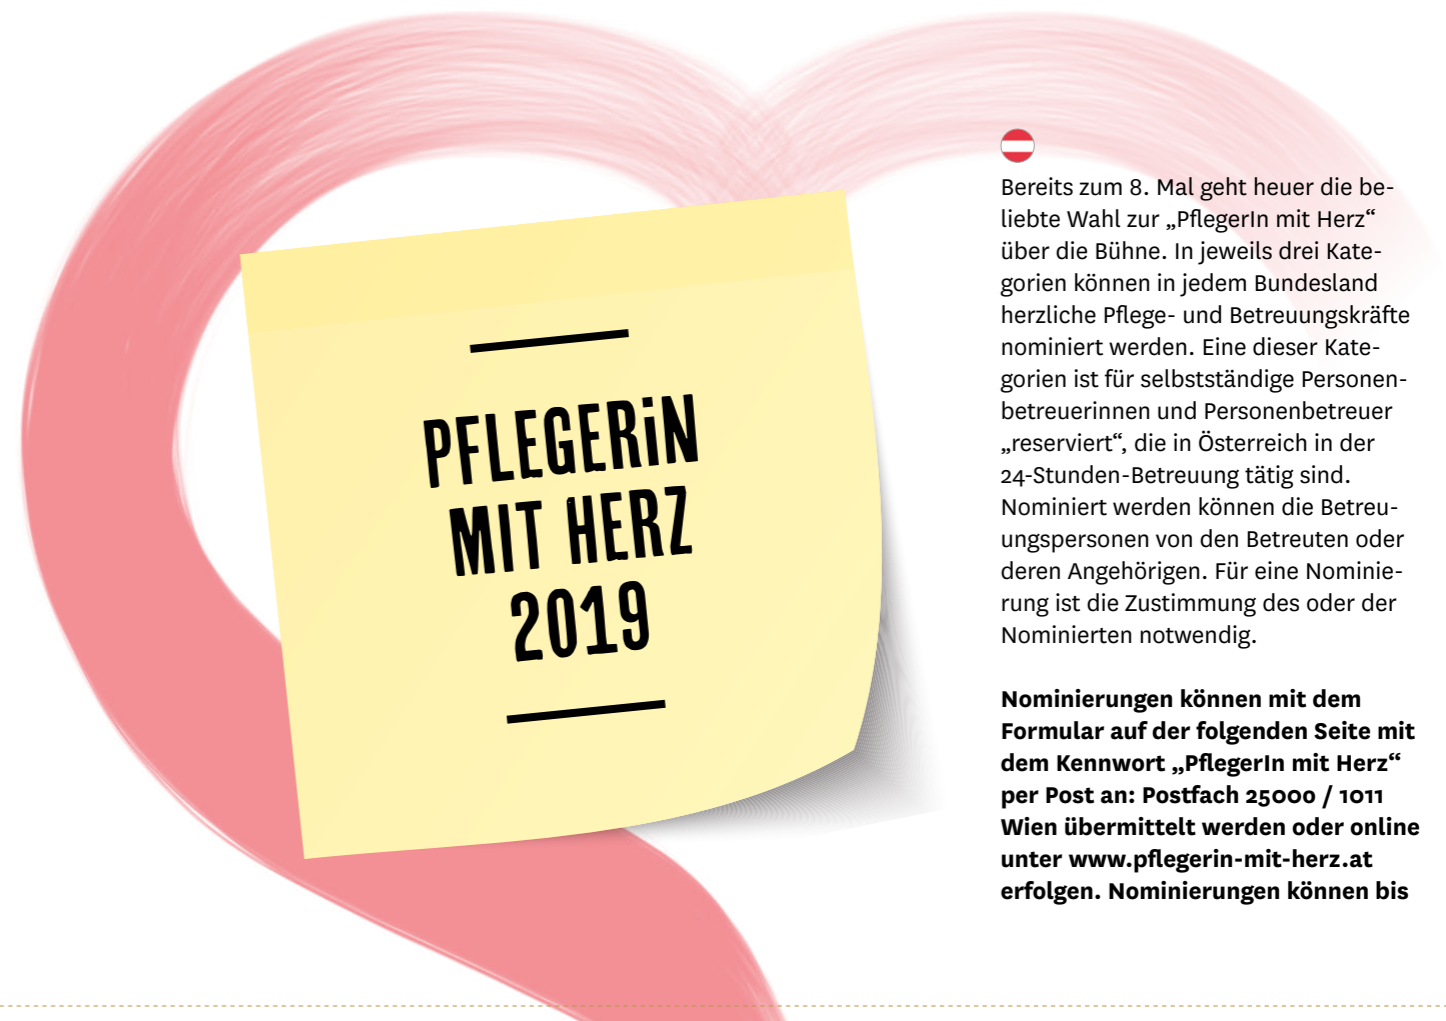 PFLEGERiN
MIT HERZ
2019
Bereits zum 8. Mal geht heuer die be-
liebte Wahl zur „PflegerIn mit Herz“
über die Bühne. In jeweils drei Kate-
gorien können in jedem Bundesland
herzliche Pflege- und Betreuungskräfte
nominiert werden. Eine dieser Kate-
gorien ist für selbstständige Personen-
betreuerinnen und Personenbetreuer
„reserviert“, die in Österreich in der
24-Stunden-Betreuung tätig sind.
Nominiert werden können die Betreu-
ungspersonen von den Betreuten oder
deren Angehörigen. Für eine Nominie-
rung ist die Zustimmung des oder der
Nominierten notwendig.
Nominierungen können mit dem
Formular auf der folgenden Seite mit
dem Kennwort „PflegerIn mit Herz“
per Post an: Postfach 25000 / 1011
Wien übermittelt werden oder online
unter www.pflegerin-mit-herz.at
erfolgen. Nominierungen können bis